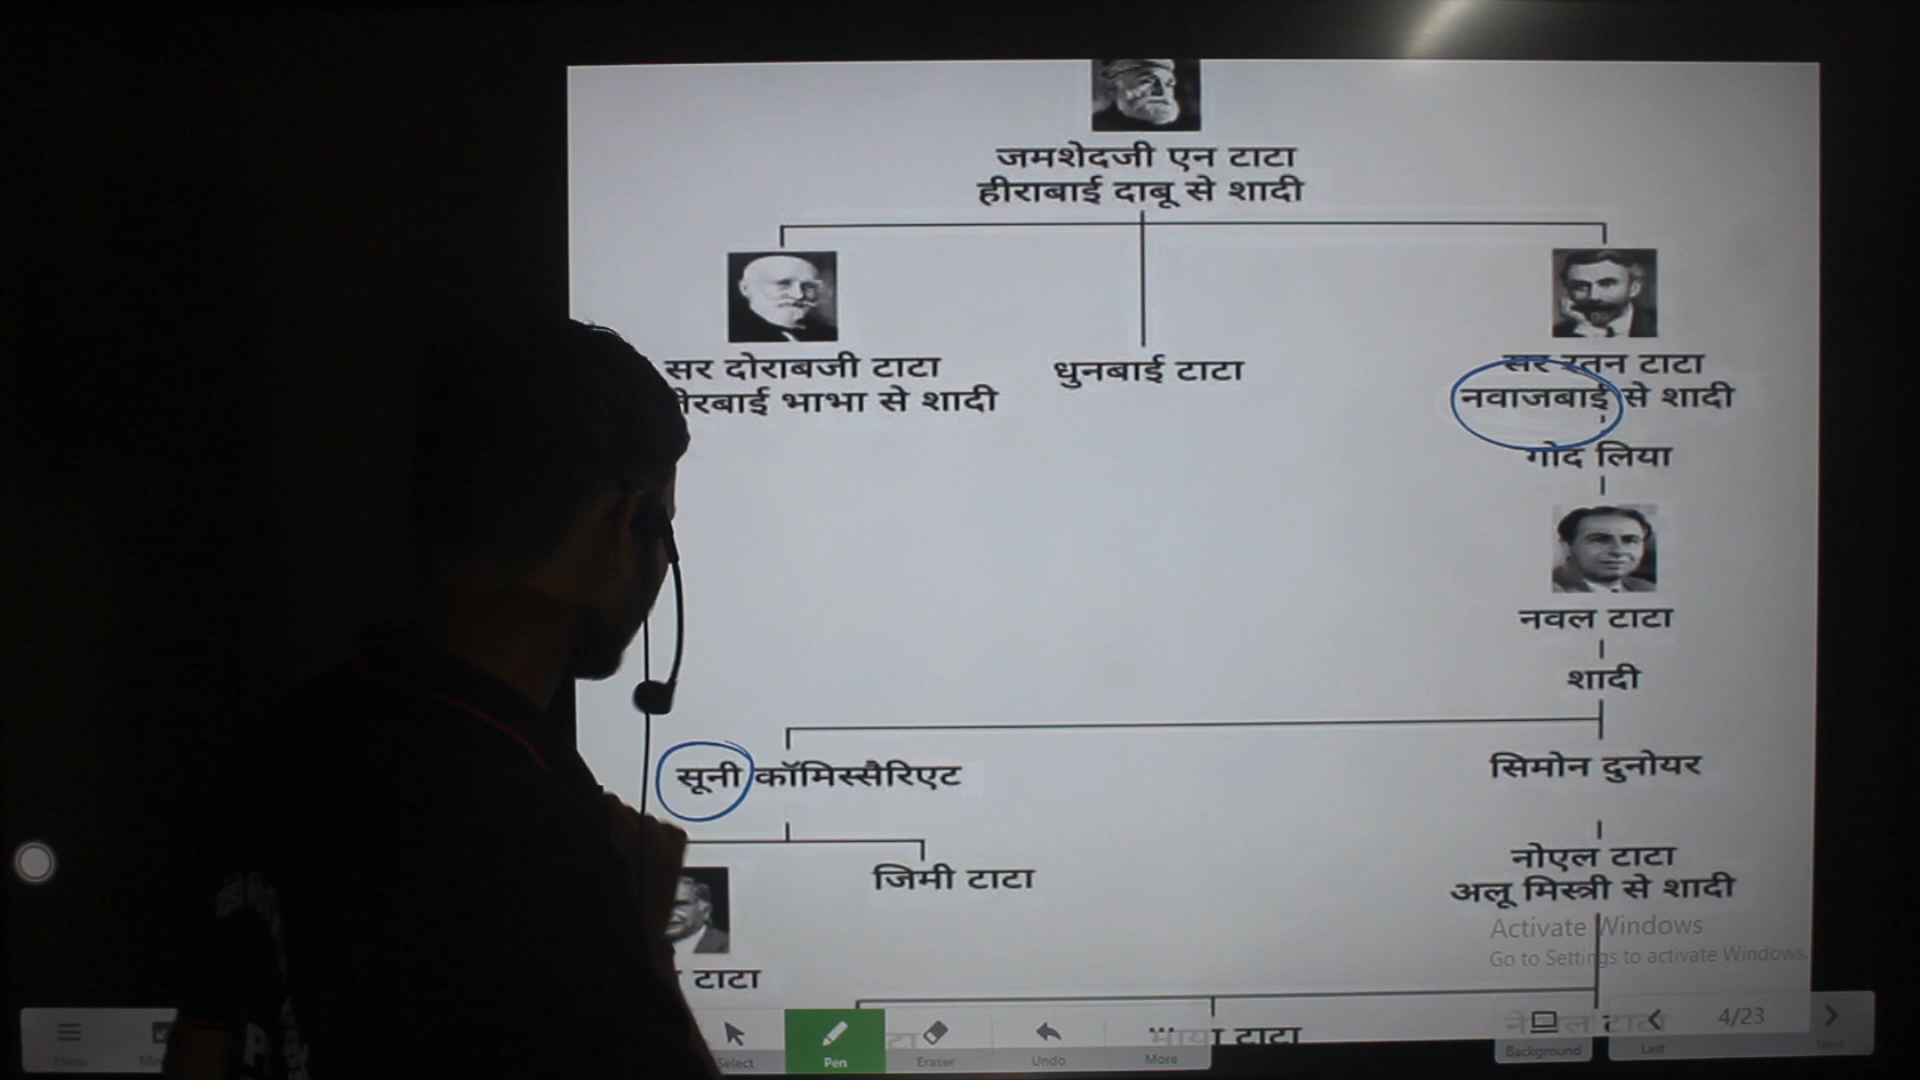 जमशेदजी एन टाटा
हीराबाई दाबू से शादी
सर दोराबजी टाटा
भाभा से शादी
धुनबाई टाटा
सर रतन टाटा
नवाजबाई से शादी
गोद लिया
नवल टाटा
शादी
सूनी कॉमिस्सैरिएट
सिमोन दुनोयर
जिमी टाटा
नोएल टाटा
अलू मिस्त्री से शादी
टाटा
Activate Windows
Go to Settings to activate Windows.
माया टाटा
टाटा
Menu
Select
Pen
Eraser
Undo
More
Background
Last
4/23
Next